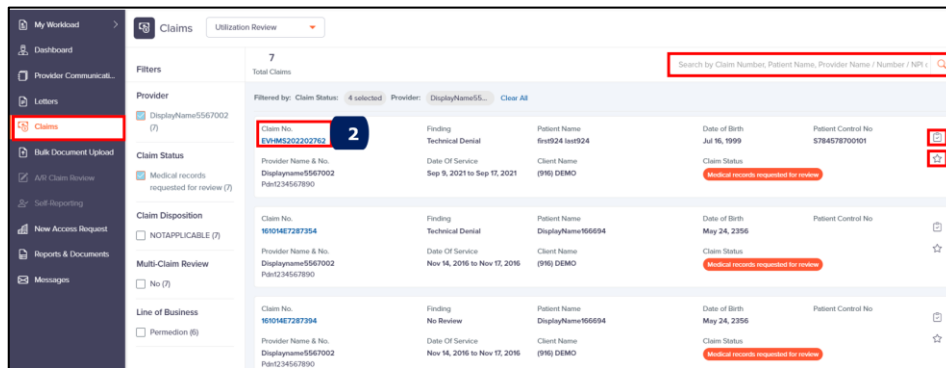 My Workload
Dashboard
Provider Communicati...
Letters
Claims
Bulk Document Upload
A/R Claim Review
Self-Reporting
New Access Request
Reports & Documents
Messages
Claims
Utilization Review
Filters
Provider
DisplayName5567002
(7)
Claim Status
Medical records
requested for review (7)
Claim Disposition
NOTAPPLICABLE (7)
Multi-Claim Review
No (7)
Line of Business
Permedion (6)
7
Total Claims
Search by Claim Number, Patient Name, Provider Name / Number / NPI
Filtered by: Claim Status: 4 selected Provider: DisplayName55... Clear All
Claim No. Finding Patient Name Date of Birth Patient Control No
EVHMS202202762 2 Technical Denial first924 last924 Jul 16, 1999 5784578700101
Provider Name & No. Date Of Service Client Name Claim Status
Displayname5567002 Sep 9, 2021 to Sep 17, 2021 (916) DEMO Medical records requested for review
Pdn1234567890
Claim No. Finding Patient Name Date of Birth Patient Control No
161014E7287354 Technical Denial DisplayName166694 May 24, 2356
Provider Name & No. Date Of Service Client Name Claim Status
Displayname5567002 Nov 14, 2016 to Nov 17, 2016 (916) DEMO Medical records requested for review
Pdn1234567890
Claim No. Finding Patient Name Date of Birth Patient Control No
161014E7287394 No Review DisplayName166694 May 24, 2356
Provider Name & No. Date Of Service Client Name Claim Status
Displayname5567002 Nov 14, 2016 to Nov 17, 2016 (916) DEMO Medical records requested for review
Pdn1234567890